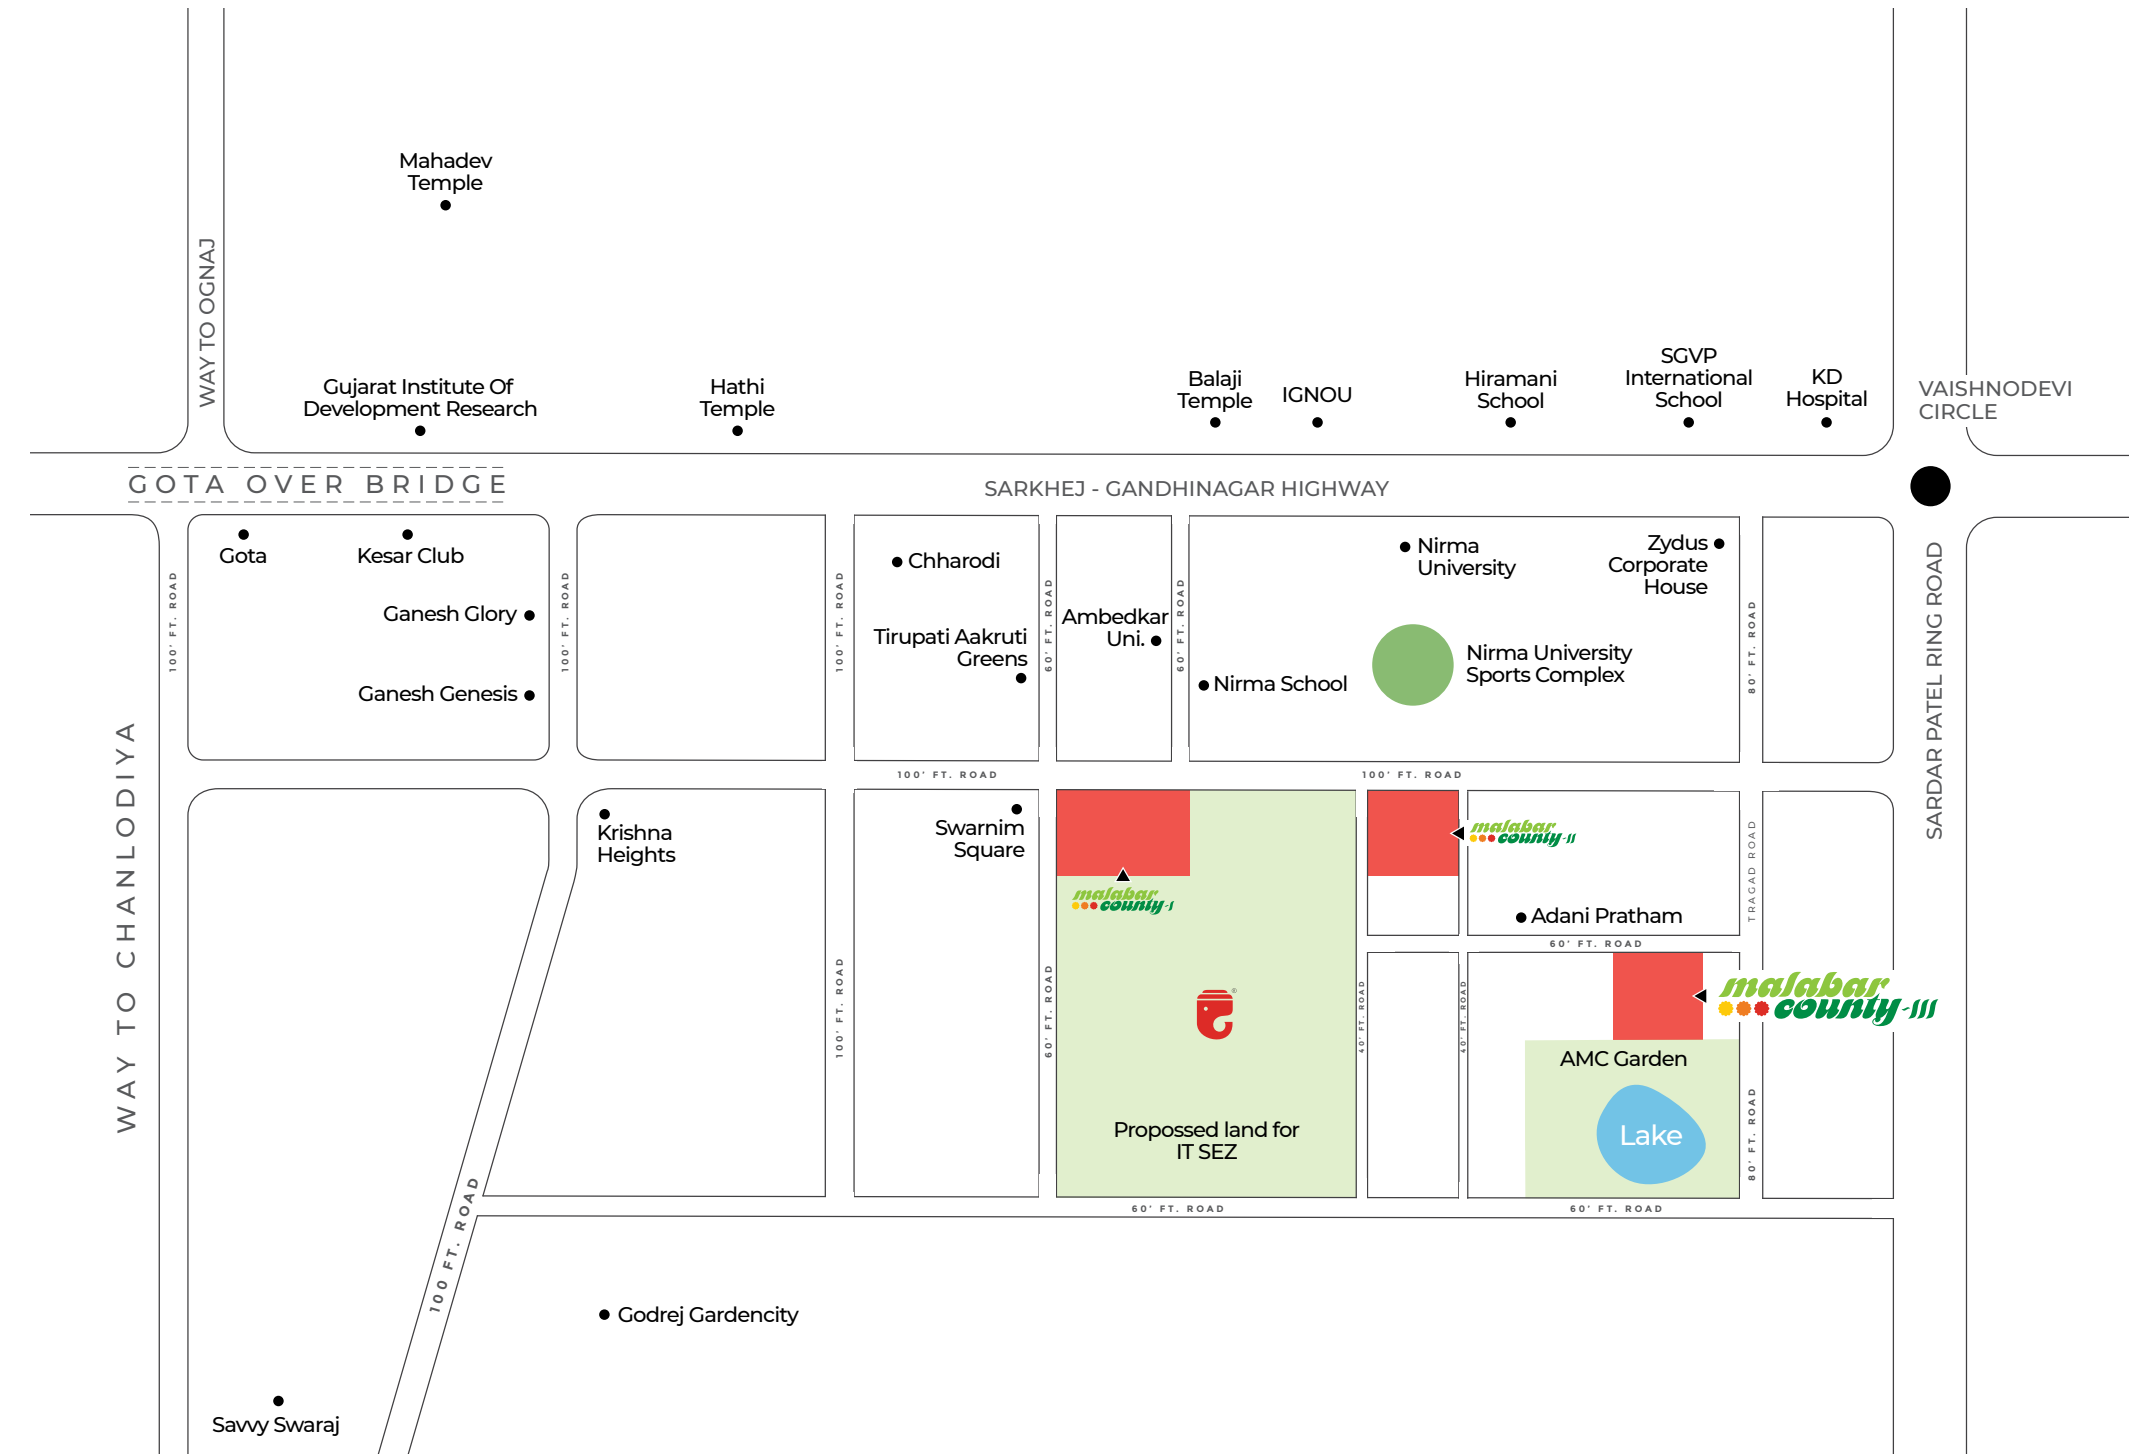 Mahadev
Temple
WAY TO OGNAJ
Gujarat Institute Of
Development Research
Hathi
Temple
Balaji
Temple
IGNOU
Hiramani
School
SGVP
International
School
KD
Hospital
VAISHNODEVI
CIRCLE
GOTA OVER BRIDGE
SARKHEJ - GANDHINAGAR HIGHWAY
Gota
Kesar Club
Ganesh Glory
Ganesh Genesis
100' FT. ROAD
100' FT. ROAD
100' FT. ROAD
Chharodi
Tirupati Aakruti
Greens
60' FT. ROAD
Ambedkar
Uni.
60' FT. ROAD
Nirma School
Nirma
University
Nirma University
Sports Complex
Zydus
Corporate
House
80' FT. ROAD
SARDAR PATEL RING ROAD
WAY TO CHANLODIYA
100' FT. ROAD
100' FT. ROAD
Krishna
Heights
Swarnim
Square
malabar
county-I
malabar
county-II
TRAGAD ROAD
Adani Pratham
60' FT. ROAD
100' FT. ROAD
60' FT. ROAD
®
40' FT. ROAD
40' FT. ROAD
malabar
county-III
AMC Garden
Lake
80' FT. ROAD
Propossed land for
IT SEZ
60' FT. ROAD
60' FT. ROAD
100 FT. ROAD
Godrej Gardencity
Savvy Swaraj